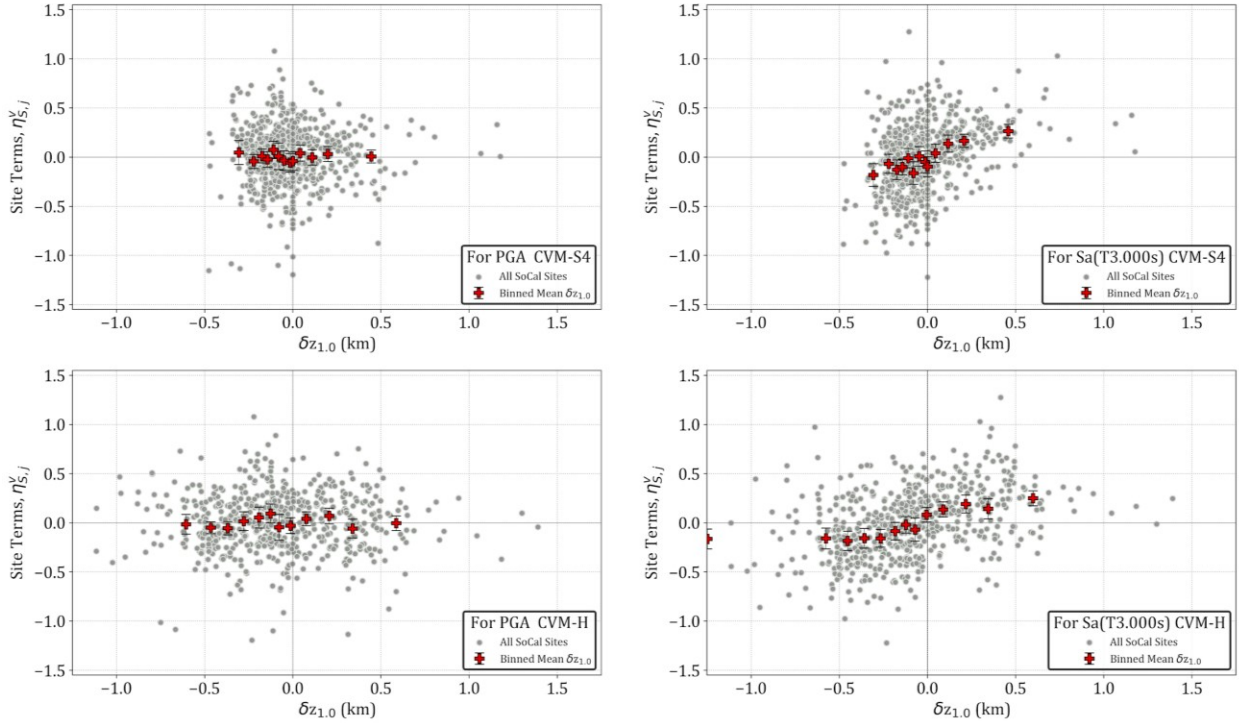 1.5
1.0
0.5
0.0
−0.5
−1.0
−1.5
Site Terms, ηᵛS,j
−1.0 −0.5 0.0 0.5 1.0 1.5
δz1.0 (km)
For PGA CVM-S4
All SoCal Sites
Binned Mean δz1.0
1.5
1.0
0.5
0.0
−0.5
−1.0
−1.5
Site Terms, ηᵛS,j
−1.0 −0.5 0.0 0.5 1.0 1.5
δz1.0 (km)
For Sa(T3.000s) CVM-S4
All SoCal Sites
Binned Mean δz1.0
1.5
1.0
0.5
0.0
−0.5
−1.0
−1.5
Site Terms, ηᵛS,j
−1.0 −0.5 0.0 0.5 1.0 1.5
δz1.0 (km)
For PGA CVM-H
All SoCal Sites
Binned Mean δz1.0
1.5
1.0
0.5
0.0
−0.5
−1.0
−1.5
Site Terms, ηᵛS,j
−1.0 −0.5 0.0 0.5 1.0 1.5
δz1.0 (km)
For Sa(T3.000s) CVM-H
All SoCal Sites
Binned Mean δz1.0